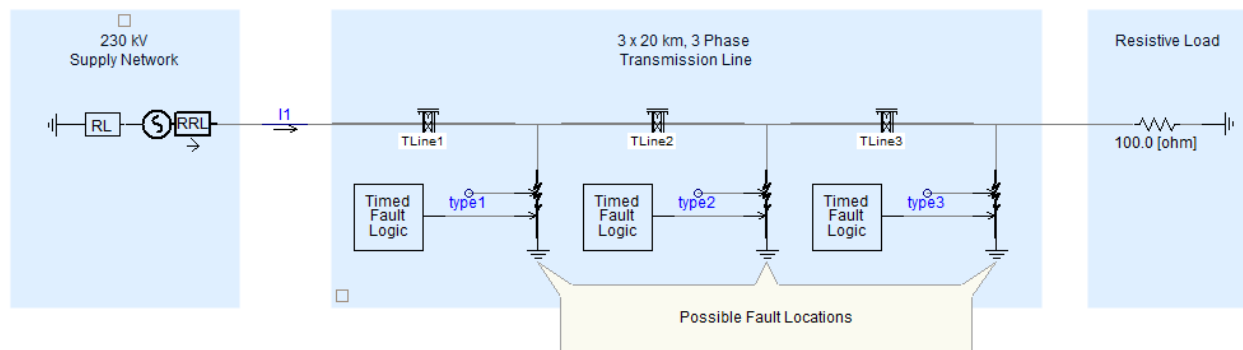 230 kV
Supply Network
3 x 20 km, 3 Phase
Transmission Line
Resistive Load
RL
RRL
I1
TLine1
TLine2
TLine3
100.0 [ohm]
Timed
Fault
Logic
type1
Timed
Fault
Logic
type2
Timed
Fault
Logic
type3
Possible Fault Locations